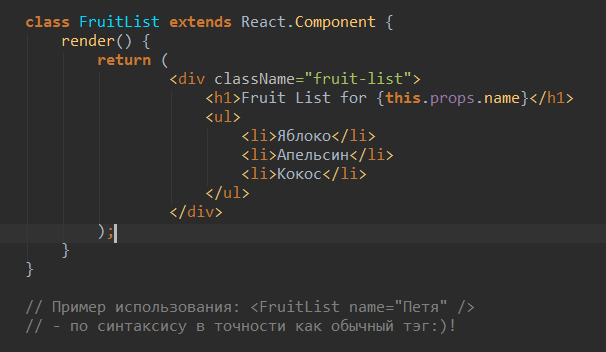 class FruitList extends React.Component {
render() {
return (
<div className="fruit-list">
<h1>Fruit List for {this.props.name}</h1>
<ul>
<li>Яблоко</li>
<li>Апельсин</li>
<li>Кокос</li>
</ul>
</div>
);
}
}
// Пример использования: <FruitList name="Петя" />
// - по синтаксису в точности как обычный тэг:)!